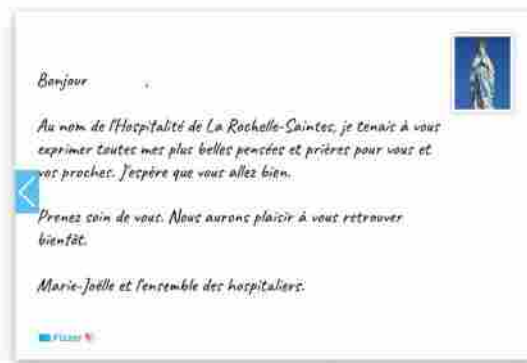 Bonjour ,
Au nom de l'Hospitalité de La Rochelle-Saintes, je tenais à vous
exprimer toutes mes plus belles pensées et prières pour vous et
vos proches. J'espère que vous allez bien.
Prenez soin de vous. Nous aurons plaisir à vous retrouver
bientôt.
Marie-Joëlle et l'ensemble des hospitaliers.
Fizzer